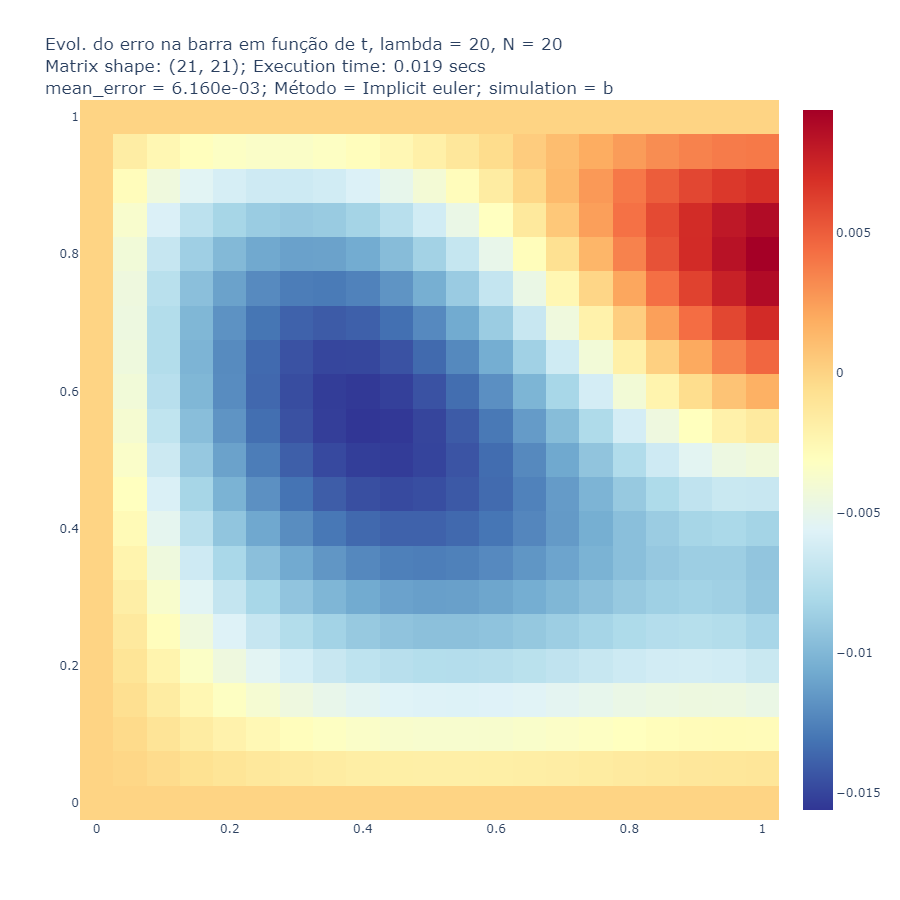 Evol. do erro na barra em função de t, lambda = 20, N = 20
Matrix shape: (21, 21); Execution time: 0.019 secs
mean_error = 6.160e-03; Método = Implicit euler; simulation = b
1
0.8
0.6
0.4
0.2
0
0 0.2 0.4 0.6 0.8 1
0.005
0
−0.005
−0.01
−0.015